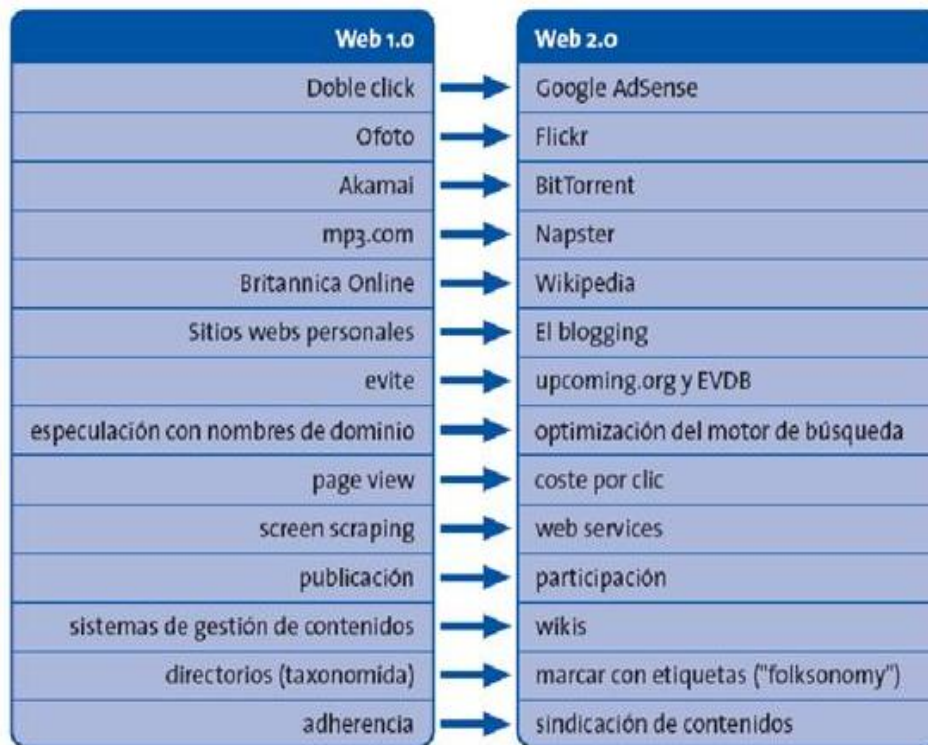 Web 1.0 Web 2.0
Doble click Google AdSense
Ofoto Flickr
Akamai BitTorrent
mp3.com Napster
Britannica Online Wikipedia
Sitios webs personales El blogging
evite upcoming.org y EVDB
especulación con nombres de dominio optimización del motor de búsqueda
page view coste por clic
screen scraping web services
publicación participación
sistemas de gestión de contenidos wikis
directorios (taxonomida) marcar con etiquetas ("folksonomy")
adherencia sindicación de contenidos